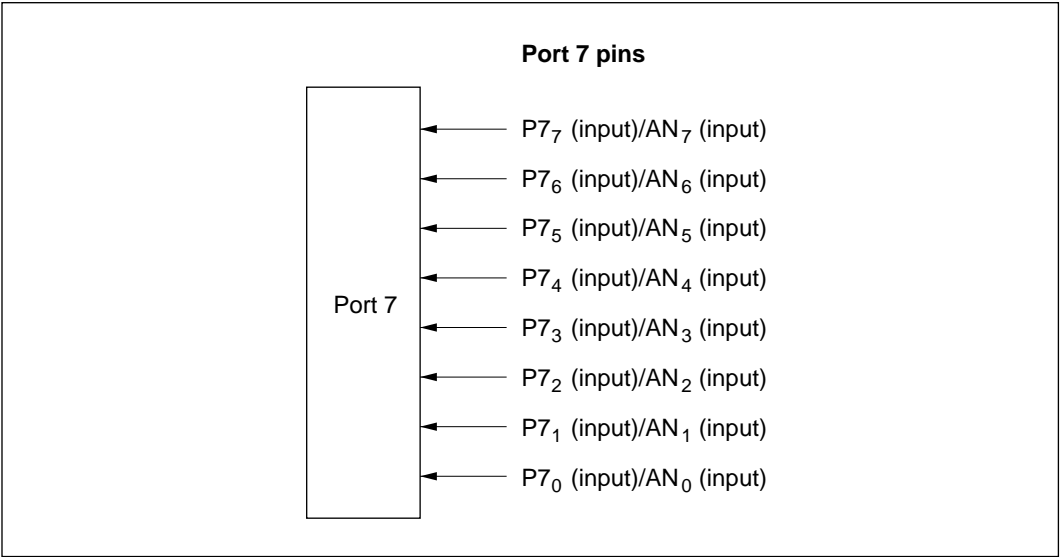 Port 7 pins
P7₇ (input)/AN₇ (input)
P7₆ (input)/AN₆ (input)
P7₅ (input)/AN₅ (input)
P7₄ (input)/AN₄ (input)
Port 7
P7₃ (input)/AN₃ (input)
P7₂ (input)/AN₂ (input)
P7₁ (input)/AN₁ (input)
P7₀ (input)/AN₀ (input)